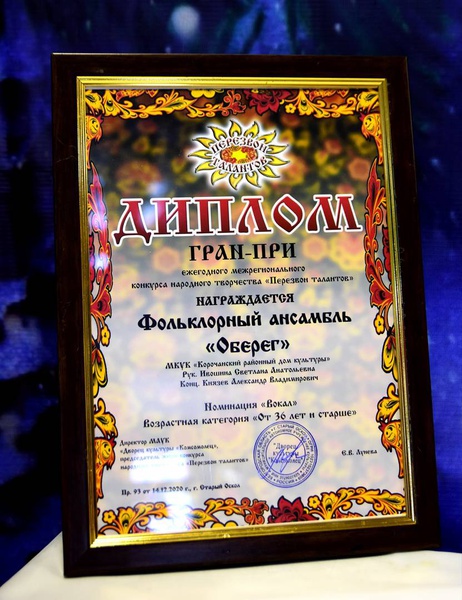 ПЕРЕЗВОН
ТАЛАНТОВ
ДИПЛОМ
ГРАН-ПРИ
ежегодного межрегионального
конкурса народного творчества «Перезвон талантов»
НАГРАЖДАЕТСЯ
Фольклорный ансамбль
«Оберег»
МКУК «Корочанский районный дом культуры»
Рук. Ивошина Светлана Анатольевна
Конц. Князев Александр Владимирович
Номинация «Вокал»
Возрастная категория «От 36 лет и старше»
Директор МАУК
«Дворец культуры «Комсомолец»,
председатель конкурса
«Перезвон талантов»
"Дворец
культуры
Е.В. Лунева
Пр. 93 от 14.12.2020 г., г. Старый Оскол